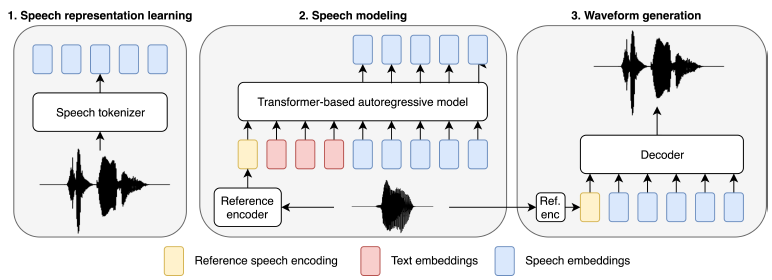 1. Speech representation learning
2. Speech modeling
3. Waveform generation
Speech tokenizer
Transformer-based autoregressive model
Reference
encoder
Decoder
Ref.
enc
Reference speech encoding
Text embeddings
Speech embeddings